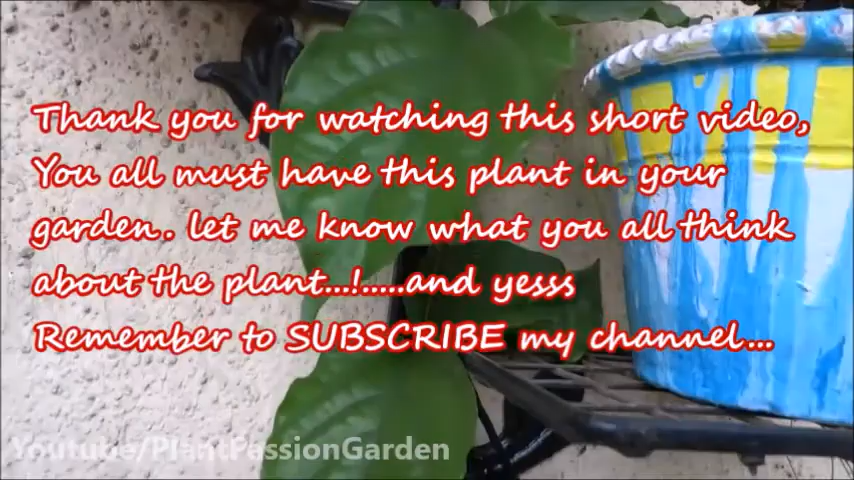 Thank you for watching this short video,
You all must have this plant in your
garden. let me know what you all think
about the plant...!.....and yesss
Remember to SUBSCRIBE my channel...
Youtube/PlantPassionGarden